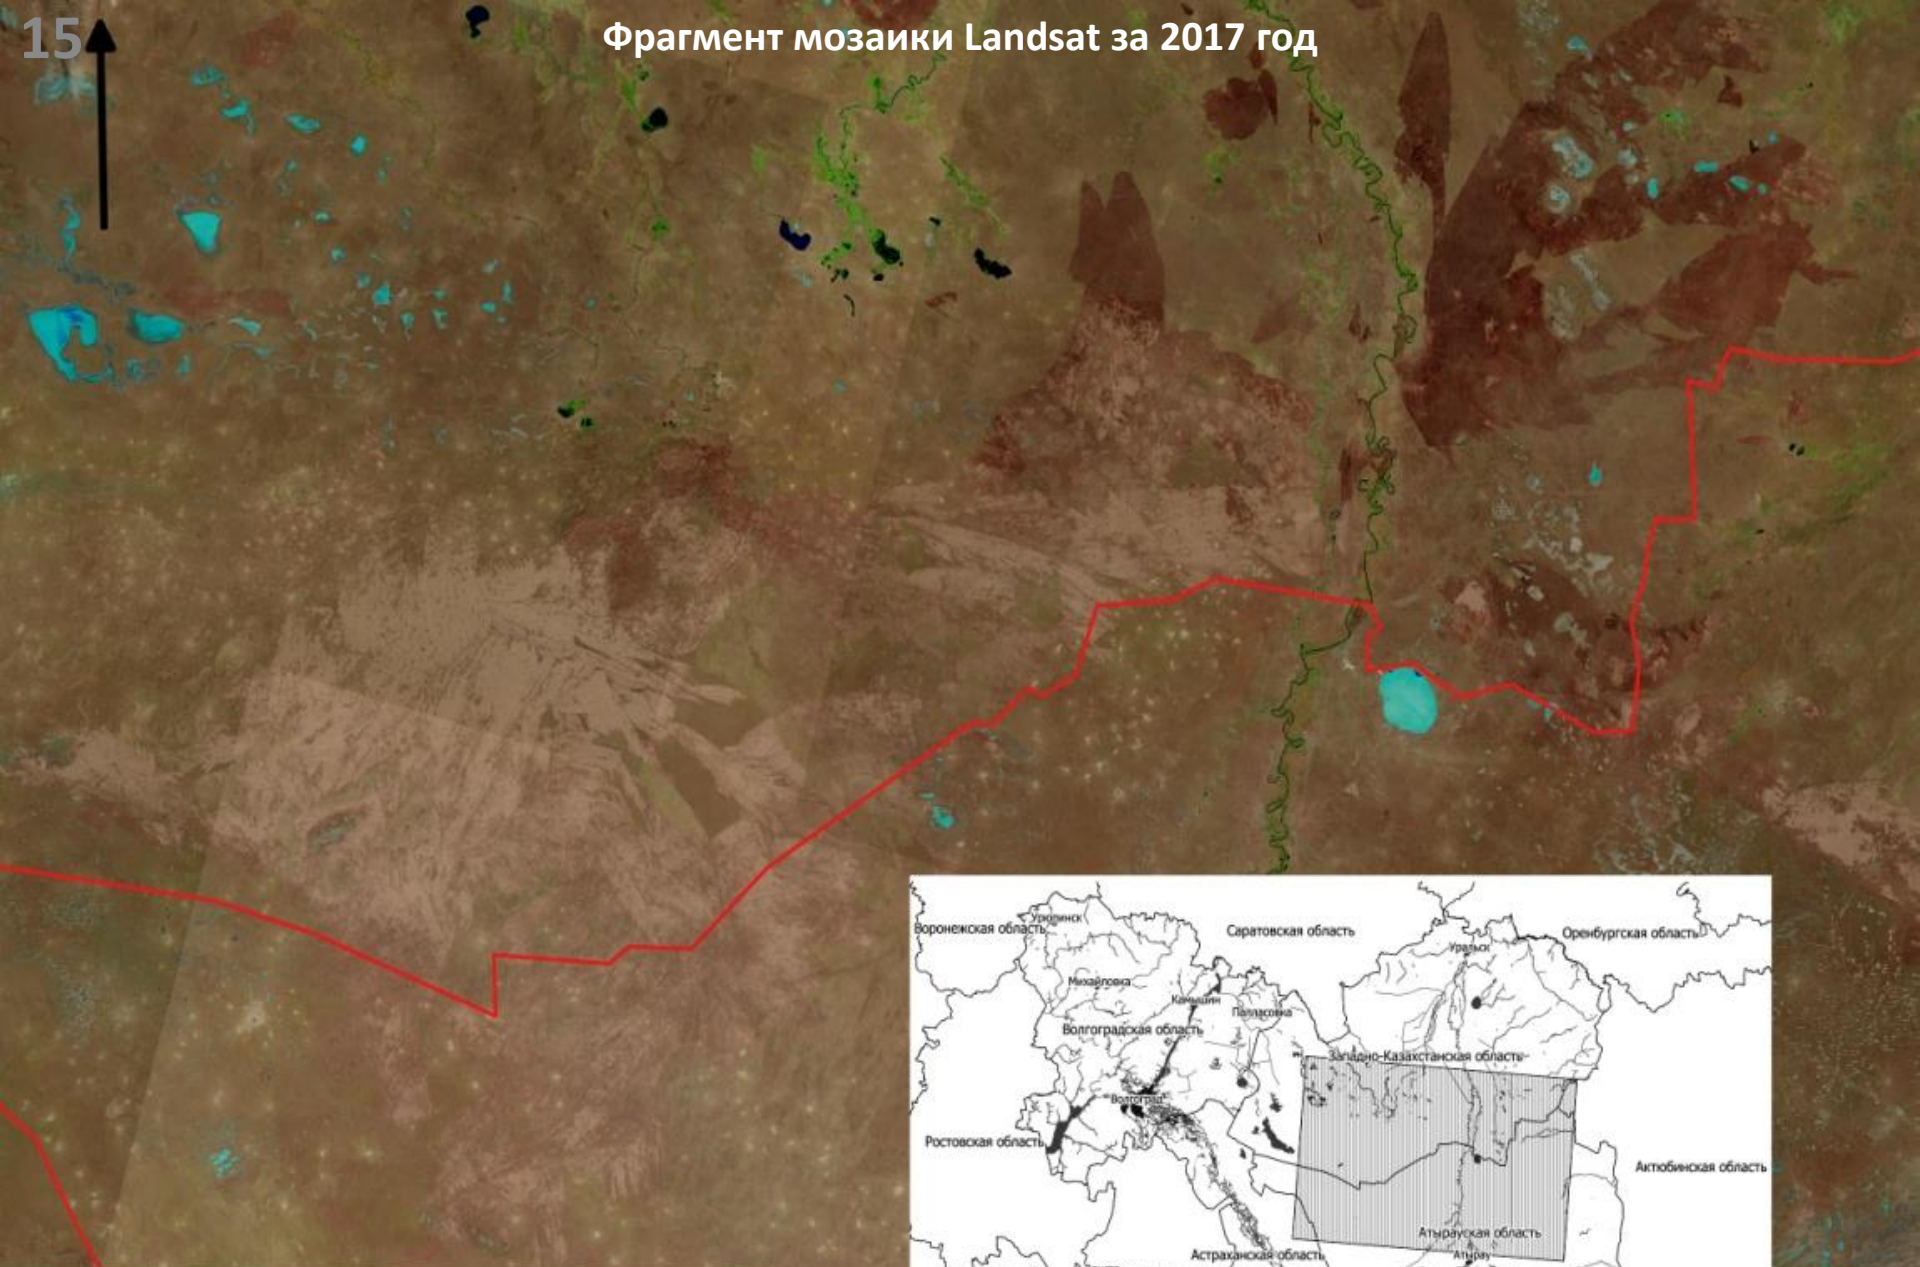 15
Фрагмент мозаики Landsat за 2017 год
Урюпинск
Воронежская область
Саратовская область
Оренбургская область
Уральск
Михайловка
Камышин
Палласовка
Волгоградская область
Западно-Казахстанская область
Волгоград
Ростовская область
Актюбинская область
Атырауская область
Астраханская область
Атырау